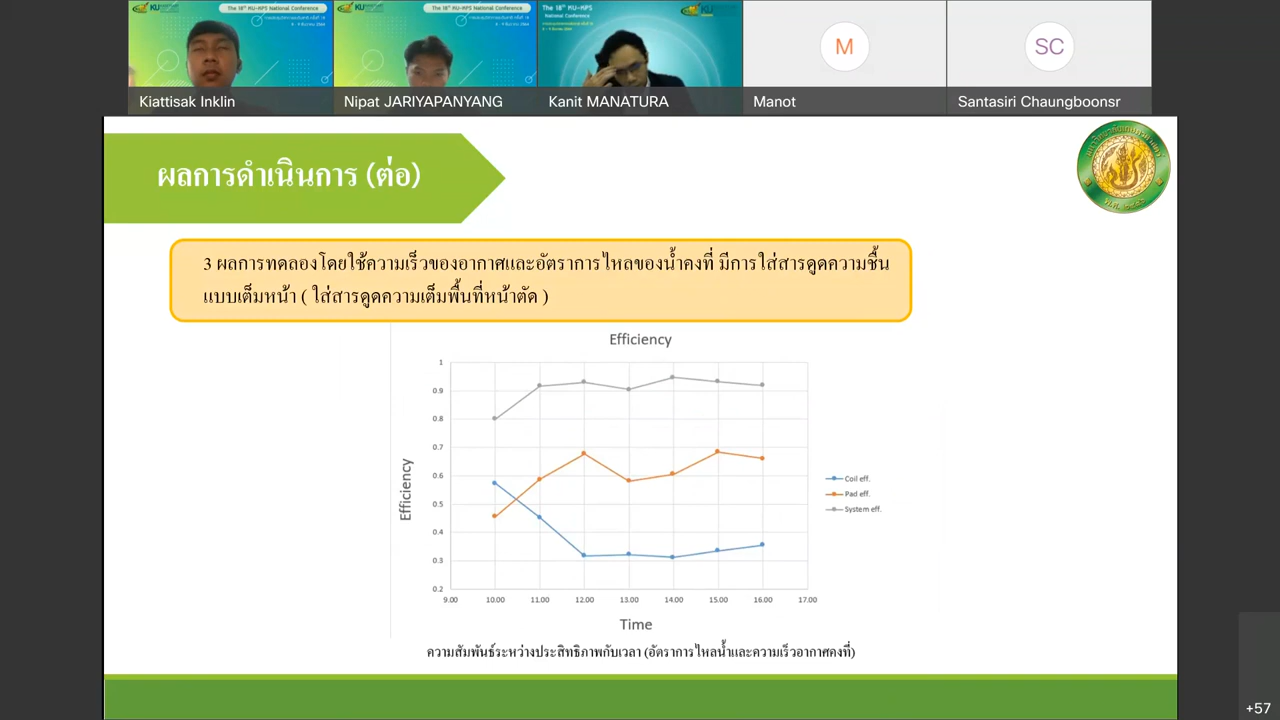 The 18th KU-KPS National Conference
The 18th KU-KPS National Conference
The 18th KU-KPS
National Conference
Kiattisak Inklin
Nipat JARIYAPANYANG
Kanit MANATURA
M
Manot
SC
Santasiri Chaungboonsr
ผลการดำเนินการ (ต่อ)
3 ผลการทดลองโดยใช้ความเร็วของอากาศและอัตราการไหลของน้ำคงที่ มีการใส่สารดูดความชื้น
แบบเต็มหน้า ( ใส่สารดูดความเต็มพื้นที่หน้าตัด )
Efficiency
1
0.9
0.8
0.7
0.6
0.5
0.4
0.3
0.2
Efficiency
9.00 10.00 11.00 12.00 13.00 14.00 15.00 16.00 17.00
Time
Coil eff.
Pad eff.
System eff.
ความสัมพันธ์ระหว่างประสิทธิภาพกับเวลา (อัตราการไหลน้ำและความเร็วอากาศคงที่)
+57